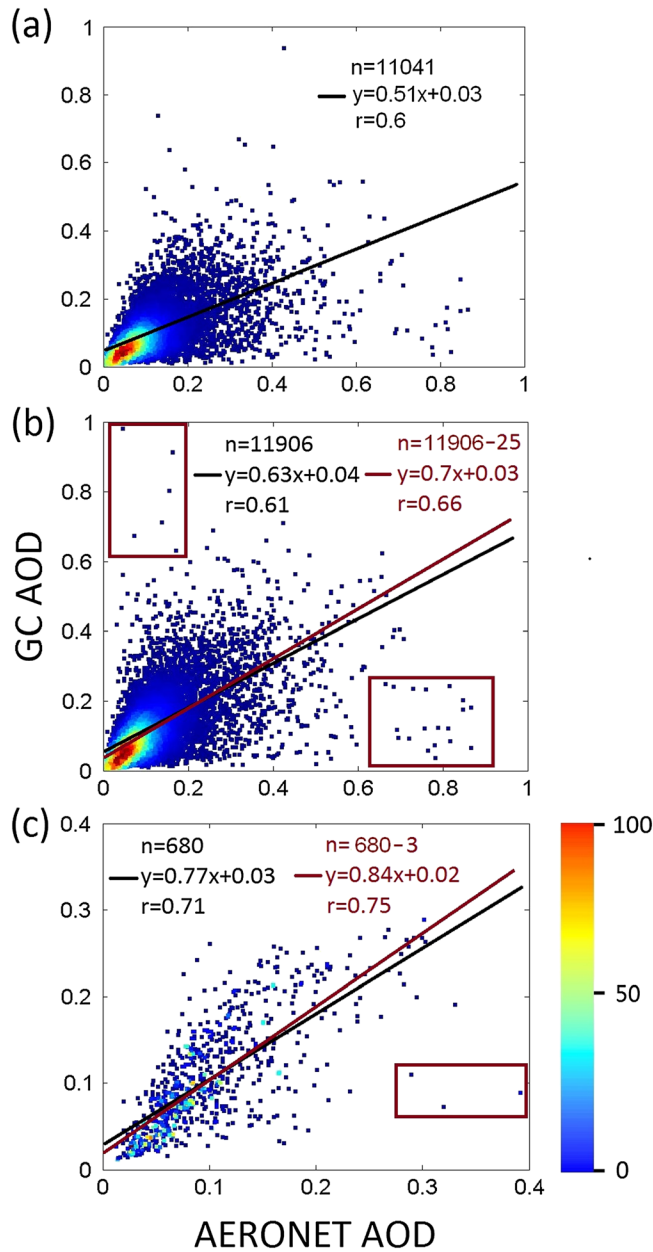 (a)
1
0.8
0.6
0.4
0.2
0
n=11041
y=0.51x+0.03
r=0.6
0 0.2 0.4 0.6 0.8 1
(b)
1
0.8
0.6
0.4
0.2
0
n=11906
y=0.63x+0.04
r=0.61
n=11906-25
y=0.7x+0.03
r=0.66
0 0.2 0.4 0.6 0.8 1
GC AOD
(c)
0.4
0.3
0.2
0.1
0
n=680
y=0.77x+0.03
r=0.71
n= 680-3
y=0.84x+0.02
r=0.75
0 0.1 0.2 0.3 0.4
100
50
0
AERONET AOD